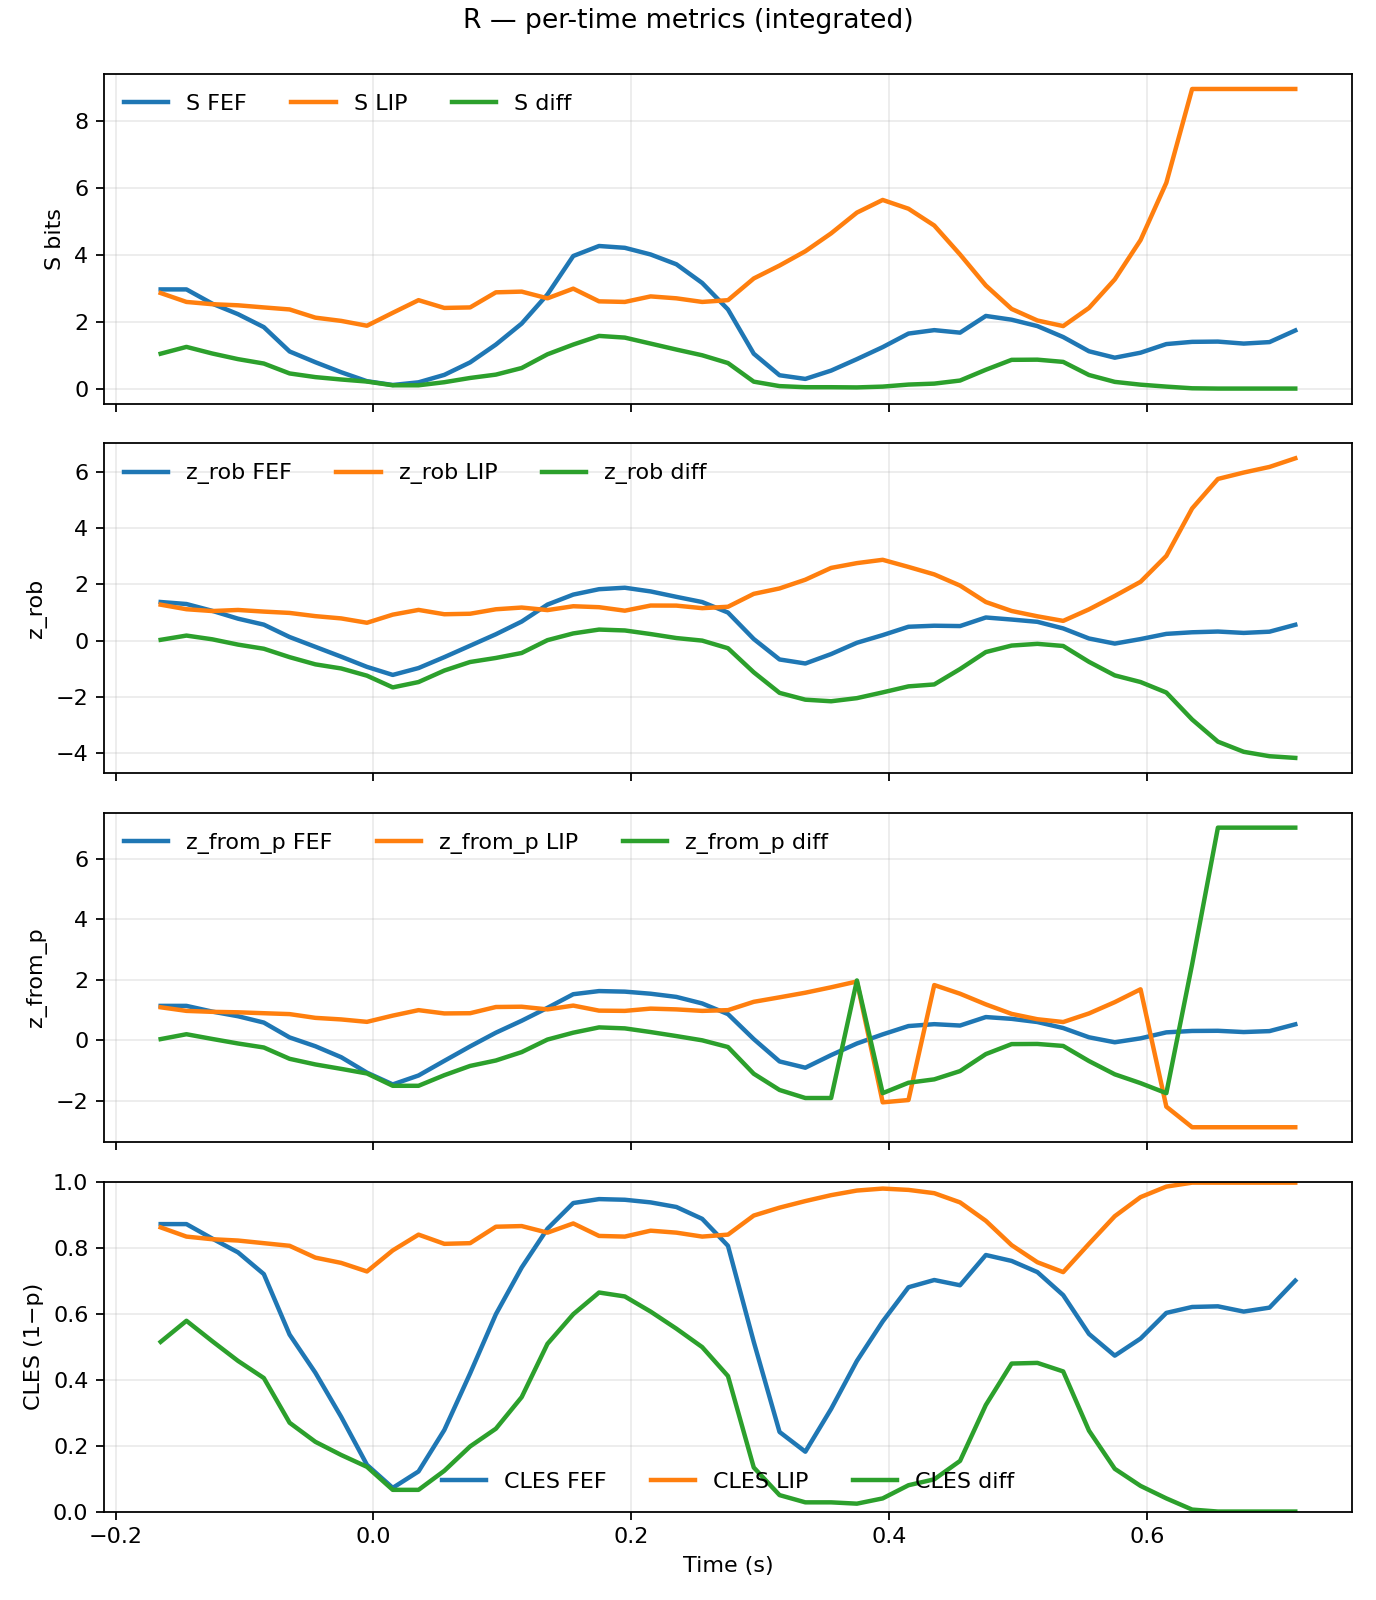 R — per-time metrics (integrated)
S FEF S LIP S diff
8
6
4
2
0
S bits
z_rob FEF z_rob LIP z_rob diff
6
4
2
0
−2
−4
z_rob
z_from_p FEF z_from_p LIP z_from_p diff
6
4
2
0
−2
z_from_p
1.0
0.8
0.6
0.4
0.2
0.0
CLES (1−p)
CLES FEF CLES LIP CLES diff
−0.2 0.0 0.2 0.4 0.6
Time (s)